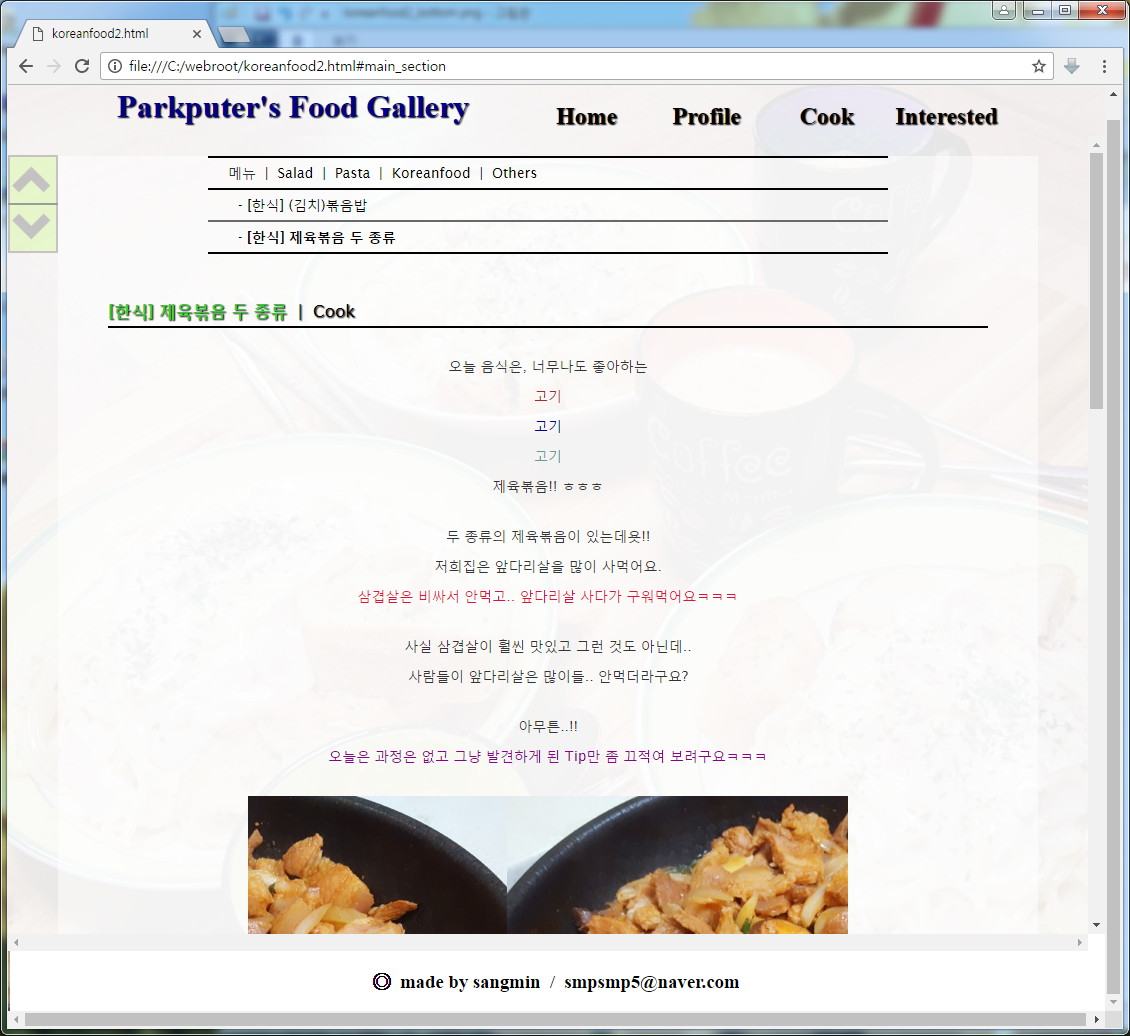 koreanfood2.html
file:///C:/webroot/koreanfood2.html#main_section
Parkputer's Food Gallery
Home Profile Cook Interested
메뉴 | Salad | Pasta | Koreanfood | Others
- [한식] (김치)볶음밥
- [한식] 제육볶음 두 종류
[한식] 제육볶음 두 종류 | Cook
오늘 음식은, 너무나도 좋아하는
고기
고기
고기
제육볶음!! ㅎㅎㅎ
두 종류의 제육볶음이 있는데욧!!
저희집은 앞다리살을 많이 사먹어요.
삼겹살은 비싸서 안먹고.. 앞다리살 사다가 구워먹어요ㅋㅋㅋ
사실 삼겹살이 훨씬 맛있고 그런 것도 아닌데..
사람들이 앞다리살은 많이들.. 안먹더라구요?
아무튼..!!
오늘은 과정은 없고 그냥 발견하게 된 Tip만 좀 끄적여 보려구요ㅋㅋㅋ
Coffee
made by sangmin / smpsmp5@naver.com